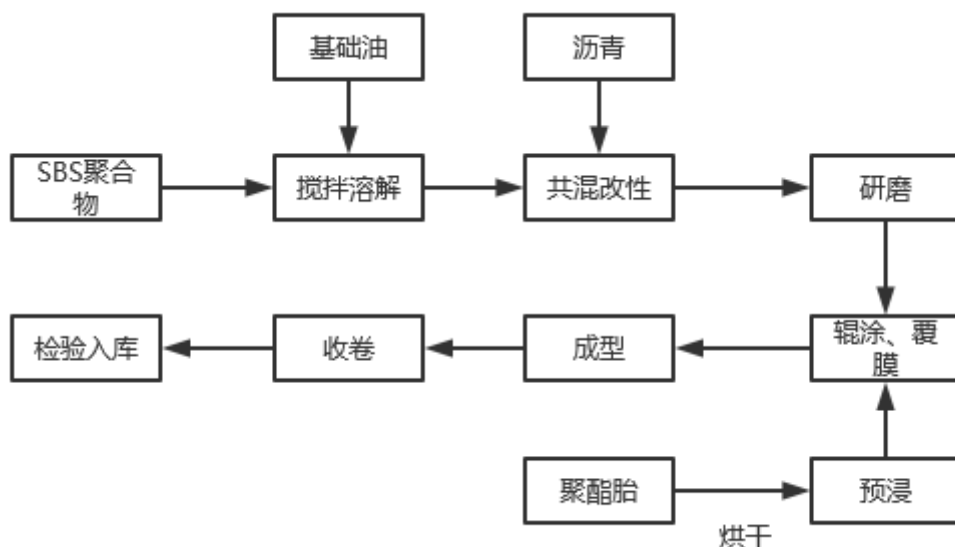 基础油
沥青
SBS聚合
物
搅拌溶解
共混改性
研磨
检验入库
收卷
成型
辊涂、覆
膜
聚酯胎
预浸
烘干